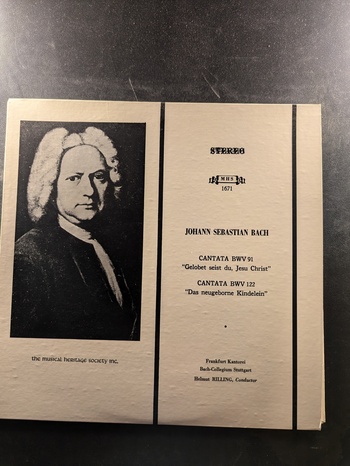 STEREO
MHS
1671
JOHANN SEBASTIAN BACH
CANTATA BWV 91
"Gelobet seist du, Jesu Christ"
CANTATA BWV 122
"Das neugeborne Kindelein"
Frankfurt Kantorei
Bach-Collegium Stuttgart
Helmut RILLING, Conductor
the musical heritage society inc.